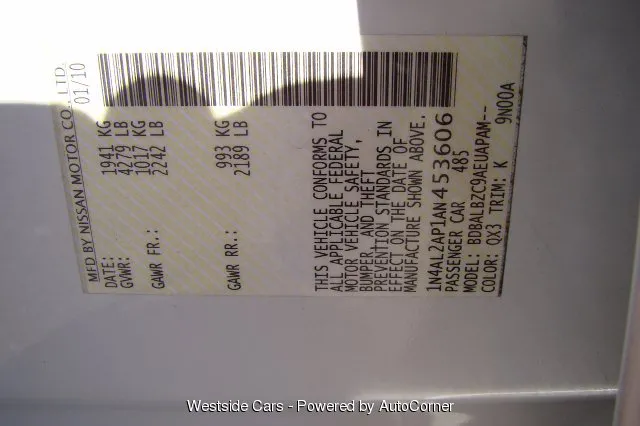 MFD BY NISSAN MOTOR CO., LTD.
DATE: 01/10
GVWR: 1941 KG
4279 LB
GAWR FR.: 1017 KG
2242 LB
GAWR RR.: 993 KG
2189 LB
THIS VEHICLE CONFORMS TO
ALL APPLICABLE FEDERAL
MOTOR VEHICLE SAFETY,
BUMPER, AND THEFT
PREVENTION STANDARDS IN
EFFECT ON THE DATE OF
MANUFACTURE SHOWN ABOVE.
1N4AL2AP1AN453606
PASSENGER CAR 485
MODEL: BDBALBZC9AEUAPAM--
COLOR: QX3 TRIM: K 9N00A
Westside Cars - Powered by AutoCorner